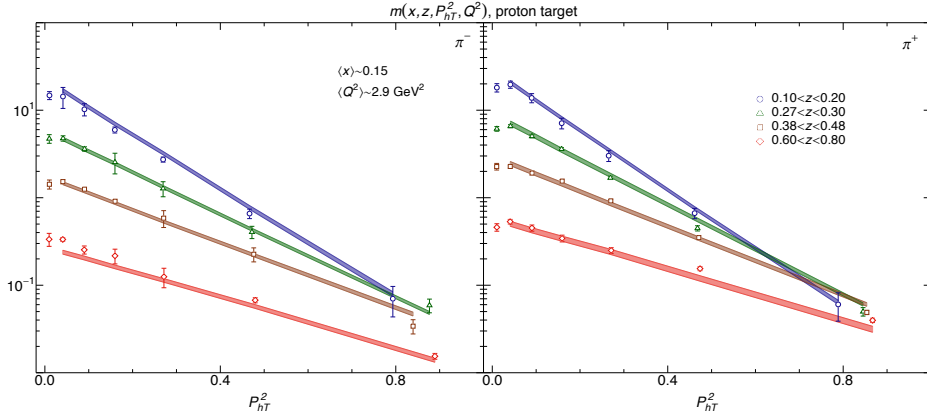 m(x, z, P²hT, Q²), proton target
π⁻
⟨x⟩~0.15
⟨Q²⟩~2.9 GeV²
π⁺
0.10<z<0.20
0.27<z<0.30
0.38<z<0.48
0.60<z<0.80
10¹
10⁻¹
0.0 0.4 0.8
0.0 0.4 0.8
P²hT
P²hT